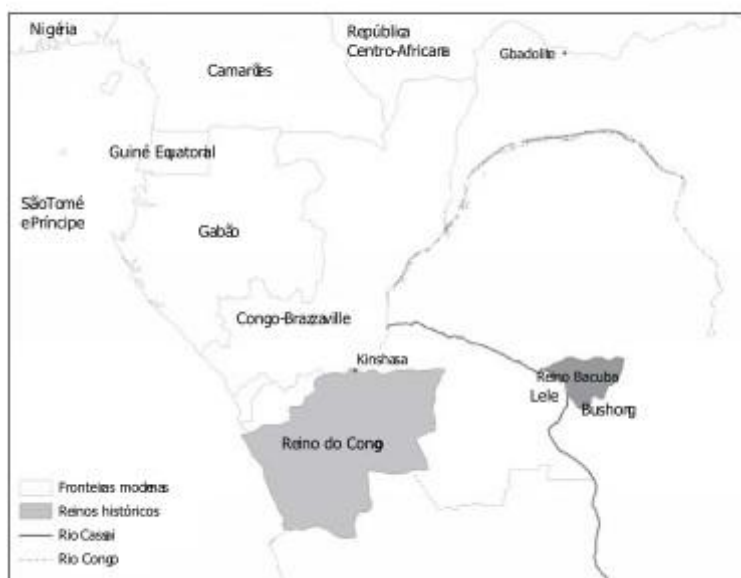 Nigéria
República
Centro-Africana
Gbadolite
Camarões
Guiné Equatorial
São Tomé
e Príncipe
Gabão
Congo-Brazzaville
Kinshasa
Reino Bacuba
Lele
Bushong
Reino do Congo
Fronteiras modernas
Reinos históricos
Rio Cassai
Rio Congo